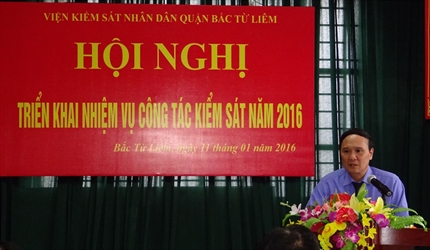 VIỆN KIỂM SÁT NHÂN DÂN QUẬN BẮC TỪ LIÊM
HỘI NGHỊ
TRIỂN KHAI NHIỆM VỤ CÔNG TÁC KIỂM SÁT NĂM 2016
Bắc Từ Liêm, ngày 11 tháng 01 năm 2016